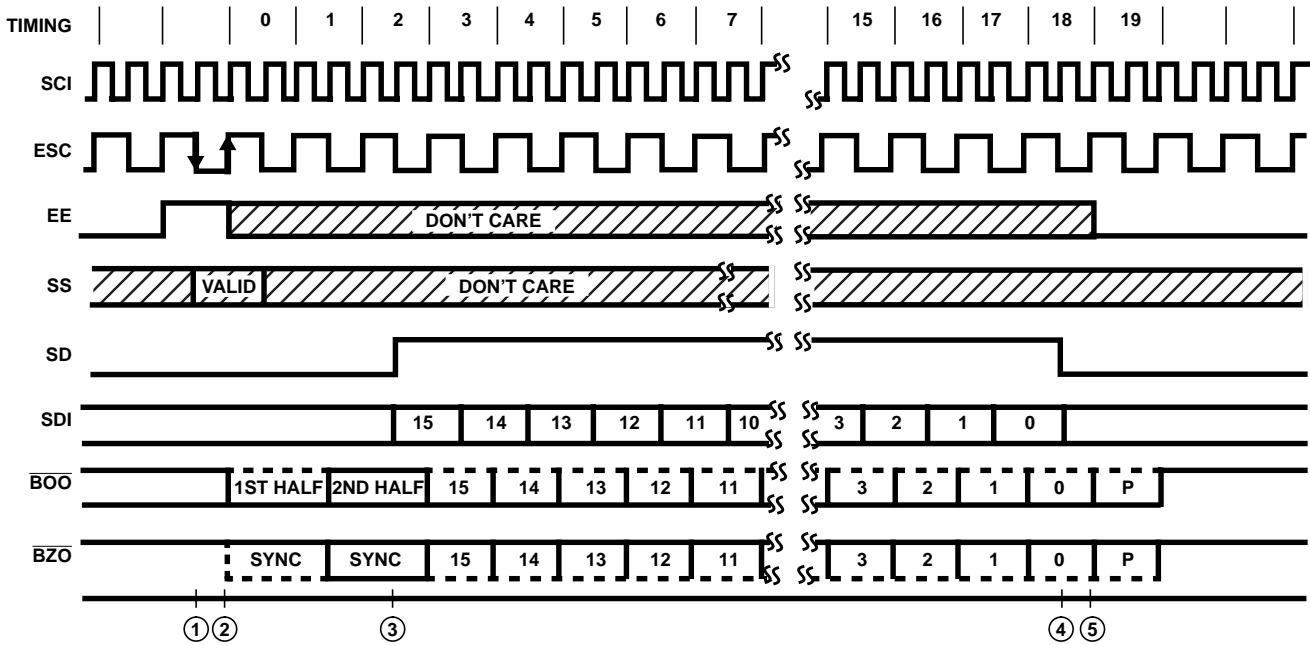 TIMING 0 1 2 3 4 5 6 7 15 16 17 18 19
SCI
ESC
EE DON'T CARE
SS VALID DON'T CARE
SD
SDI 15 14 13 12 11 10 3 2 1 0
BOO 1ST HALF 2ND HALF 15 14 13 12 11 3 2 1 0 P
BZO SYNC SYNC 15 14 13 12 11 3 2 1 0 P
1 2 3 4 5